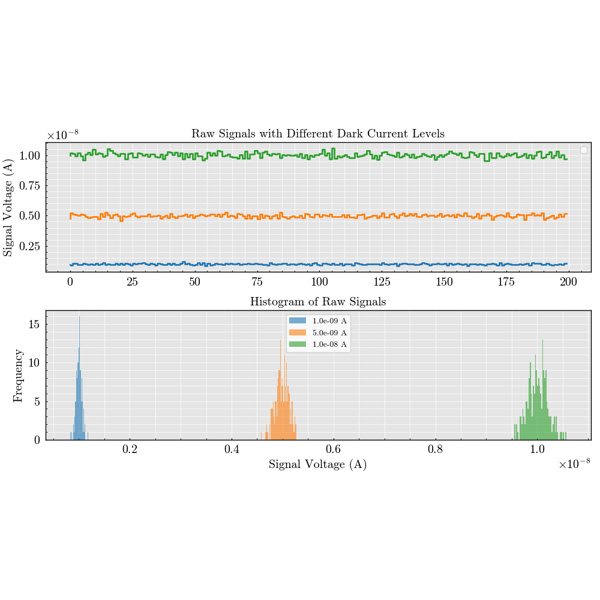 Raw Signals with Different Dark Current Levels
×10⁻⁸
Signal Voltage (A)
1.00
0.75
0.50
0.25
0 25 50 75 100 125 150 175 200
Histogram of Raw Signals
Frequency
15
10
5
0
1.0e-09 A
5.0e-09 A
1.0e-08 A
0.2 0.4 0.6 0.8 1.0
Signal Voltage (A)
×10⁻⁸